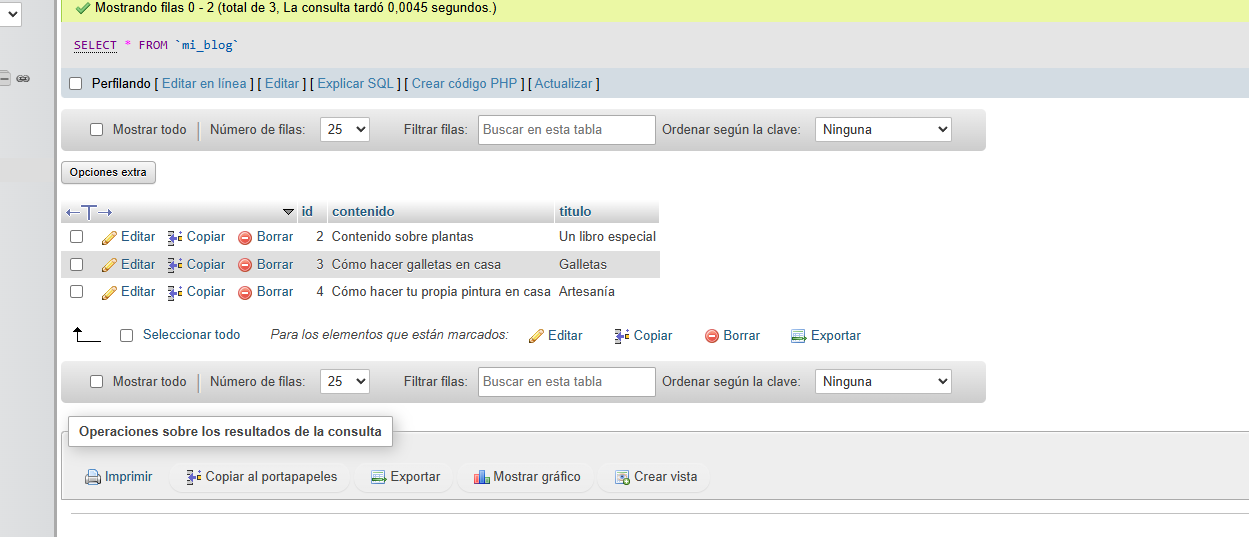 Mostrando filas 0 - 2 (total de 3, La consulta tardó 0,0045 segundos.)
SELECT * FROM `mi_blog`
Perfilando [ Editar en línea ] [ Editar ] [ Explicar SQL ] [ Crear código PHP ] [ Actualizar ]
Mostrar todo | Número de filas: 25 Filtrar filas: Buscar en esta tabla Ordenar según la clave: Ninguna
Opciones extra
←T→ id contenido titulo
Editar Copiar Borrar 2 Contenido sobre plantas Un libro especial
Editar Copiar Borrar 3 Cómo hacer galletas en casa Galletas
Editar Copiar Borrar 4 Cómo hacer tu propia pintura en casa Artesanía
Seleccionar todo Para los elementos que están marcados: Editar Copiar Borrar Exportar
Mostrar todo | Número de filas: 25 Filtrar filas: Buscar en esta tabla Ordenar según la clave: Ninguna
Operaciones sobre los resultados de la consulta
Imprimir Copiar al portapapeles Exportar Mostrar gráfico Crear vista